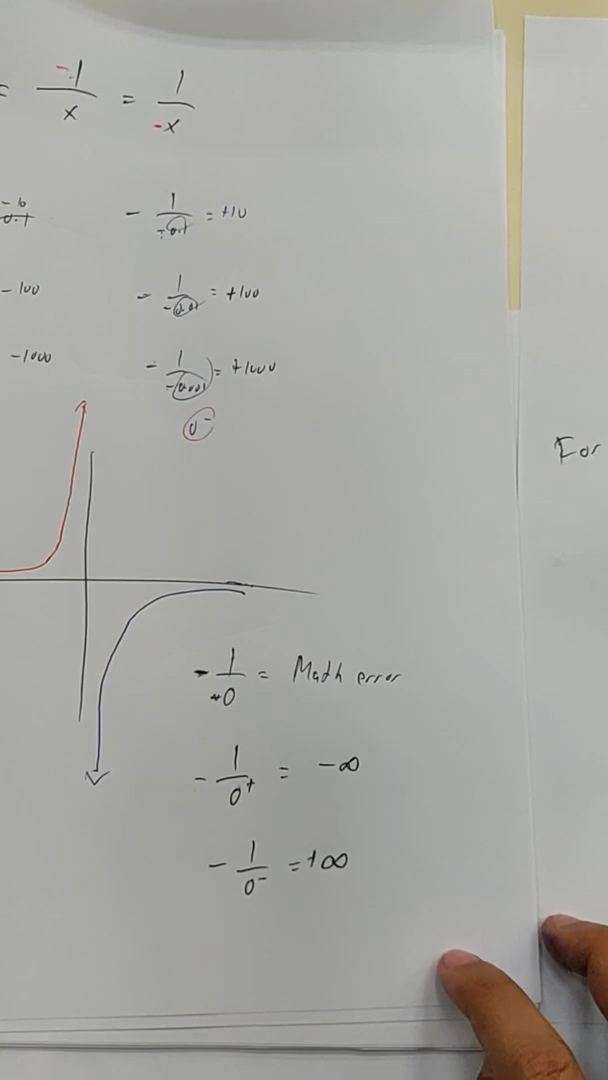 = -1/x = 1/-x
-10/0.1
- 1/-0.1 = +10
-100
- 1/-0.01 = +100
-1000
- 1/-0.001 = +1000
0⁻
For
- 1/0 = Math error
- 1/0⁺ = -∞
- 1/0⁻ = +∞